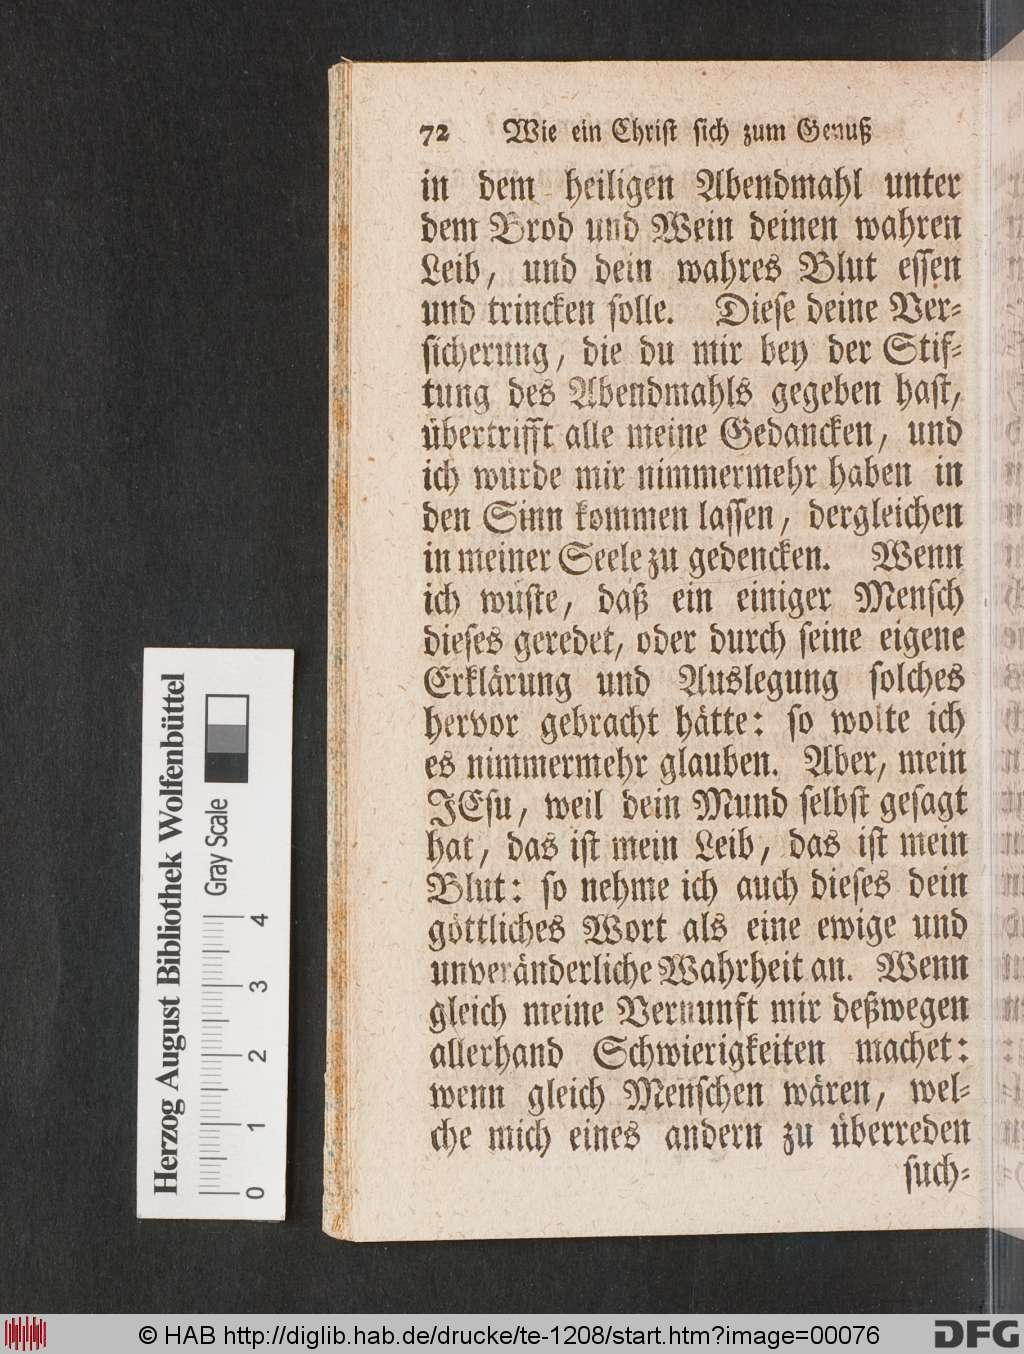 72 Wie ein Christ sich zum Genuß
in dem heiligen Abendmahl unter
dem Brod und Wein deinen wahren
Leib, und dein wahres Blut essen
und trincken solle. Diese deine Ver-
sicherung, die du mir bey der Stif-
tung des Abendmahls gegeben hast,
übertrifft alle meine Gedancken, und
ich würde mir nimmermehr haben in
den Sinn kommen lassen, dergleichen
in meiner Seele zu gedencken. Wenn
ich wüste, daß ein einiger Mensch
dieses geredet, oder durch seine eigene
Erklärung und Auslegung solches
hervor gebracht hätte: so wolte ich
es nimmermehr glauben. Aber, mein
JEsu, weil dein Mund selbst gesagt
hat, das ist mein Leib, das ist mein
Blut: so nehme ich auch dieses dein
göttliches Wort als eine ewige und
unveränderliche Wahrheit an. Wenn
gleich meine Vernunft mir deßwegen
allerhand Schwierigkeiten machet:
wenn gleich Menschen wären, wel-
che mich eines andern zu überreden
such-
Herzog August Bibliothek Wolfenbüttel
Gray Scale
0 1 2 3 4
© HAB http://diglib.hab.de/drucke/te-1208/start.htm?image=00076
DFG